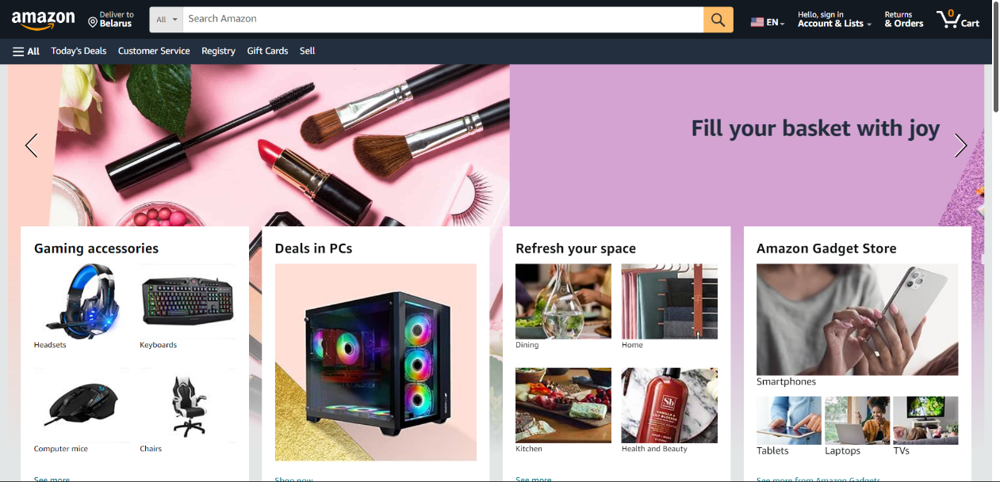 amazon
Deliver to
Belarus
All
Search Amazon
EN
Hello, sign in
Account & Lists
Returns
& Orders
0
Cart
All
Today's Deals
Customer Service
Registry
Gift Cards
Sell
Fill your basket with joy
Gaming accessories
Headsets
Keyboards
Computer mice
Chairs
See more
Deals in PCs
Shop now
Refresh your space
Dining
Home
Kitchen
Sb
VANILLA &
LILY BLOSSOM
Health and Beauty
See more
Amazon Gadget Store
Smartphones
Tablets
Laptops
TVs
See more from Amazon Gadgets